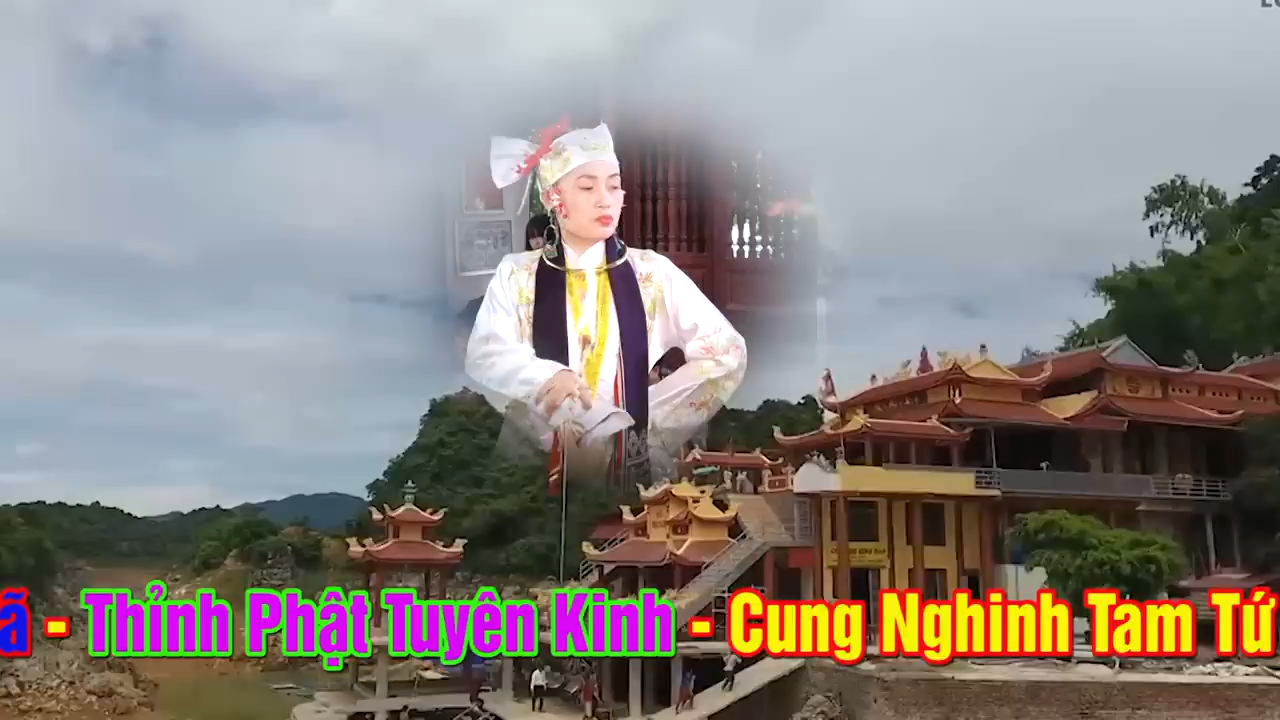 ã - Thỉnh Phật Tuyên Kinh - Cung Nghinh Tam Tứ